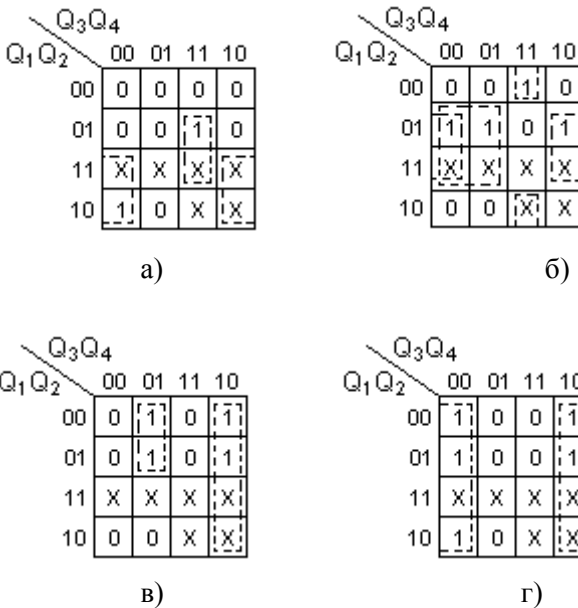 Q3Q4
Q1Q2 00 01 11 10
00 0 0 0 0
01 0 0 1 0
11 X X X X
10 1 0 X X
а)
Q3Q4
Q1Q2 00 01 11 10
00 0 0 1 0
01 1 1 0 1
11 X X X X
10 0 0 X X
б)
Q3Q4
Q1Q2 00 01 11 10
00 0 1 0 1
01 0 1 0 1
11 X X X X
10 0 0 X X
в)
Q3Q4
Q1Q2 00 01 11 10
00 1 0 0 1
01 1 0 0 1
11 X X X X
10 1 0 X X
г)